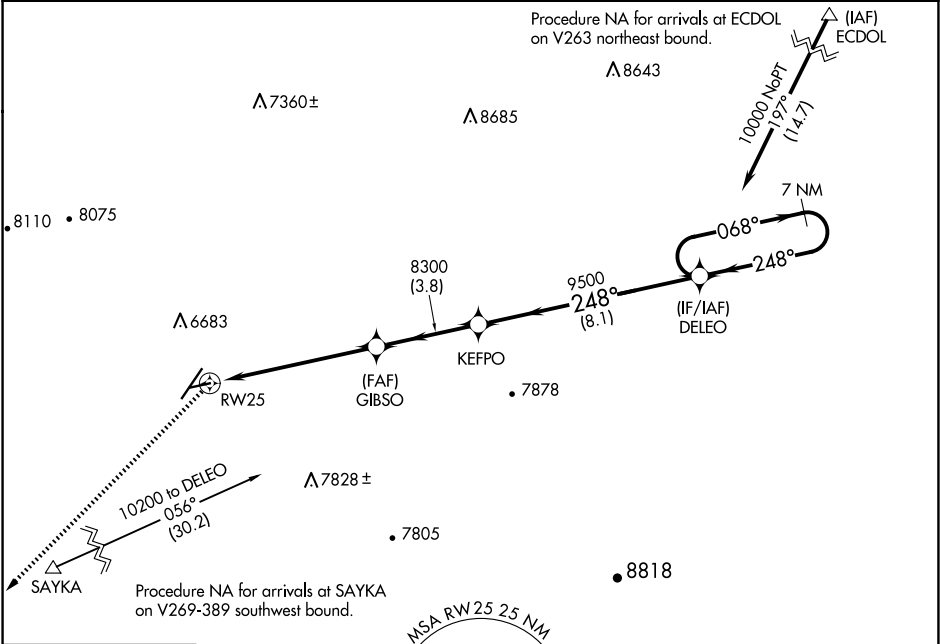 Procedure NA for arrivals at ECDOL
on V263 northeast bound.
(IAF)
ECDOL
8643
7360±
8685
10000 NoPT
197°
(14.7)
7 NM
8110
8075
068°
248°
8300
(3.8)
9500
248°
(8.1)
(IF/IAF)
DELEO
6683
KEFPO
(FAF)
GIBSO
RW25
7878
10200 to DELEO
056°
(30.2)
7828±
7805
SAYKA
8818
Procedure NA for arrivals at SAYKA
on V269-389 southwest bound.
MSA RW25 25 NM